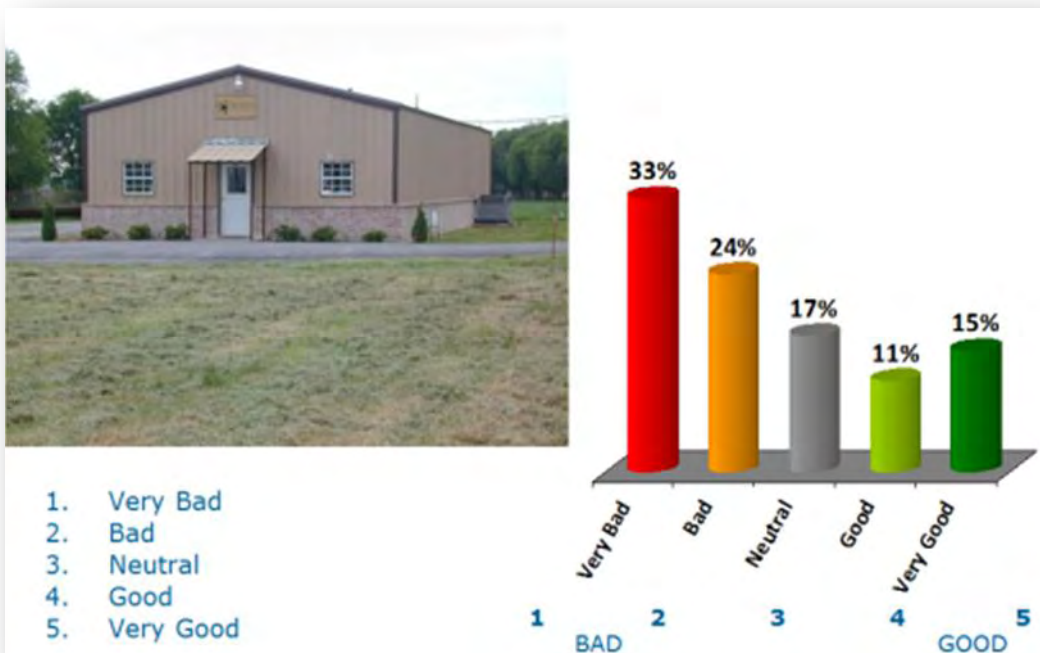 33%
24%
17%
11%
15%
Very Bad
Bad
Neutral
Good
Very Good
1. Very Bad
2. Bad
3. Neutral
4. Good
5. Very Good
1 2 3 4 5
BAD GOOD